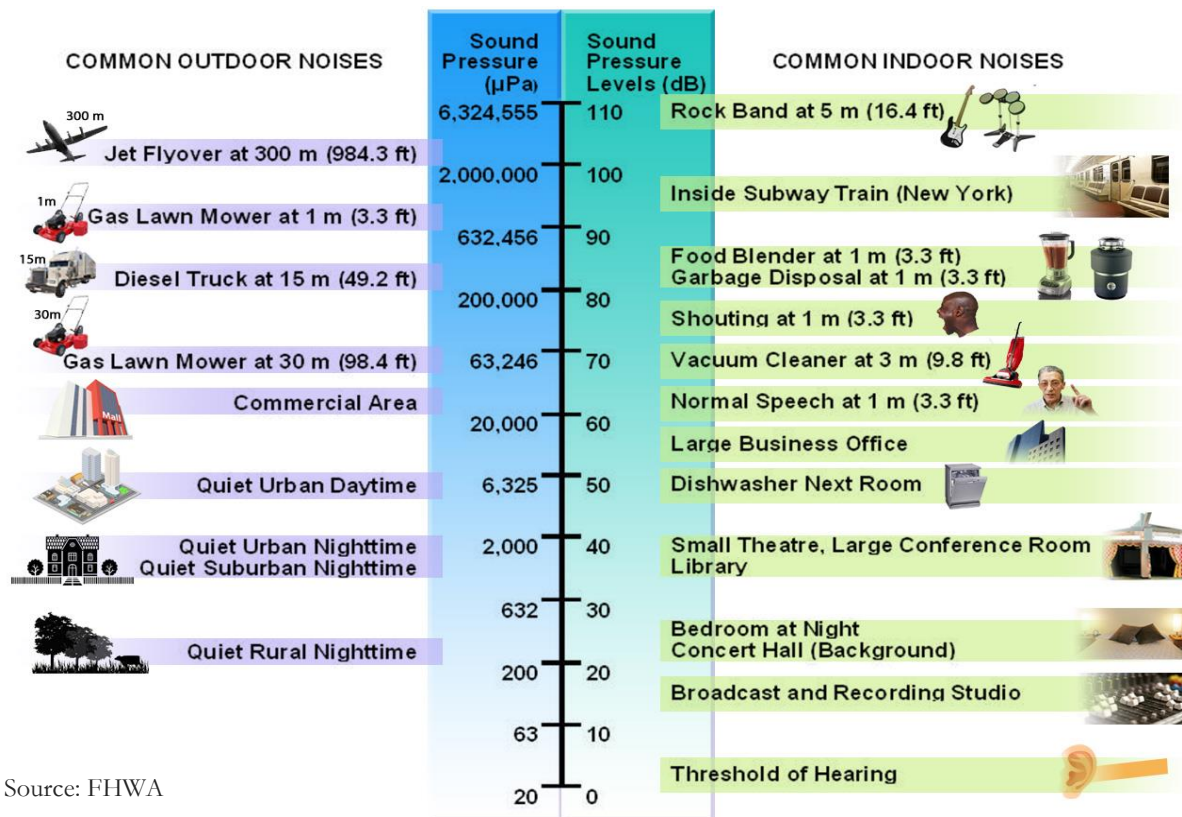 COMMON OUTDOOR NOISES
300 m
Jet Flyover at 300 m (984.3 ft)
1m
Gas Lawn Mower at 1 m (3.3 ft)
15m
Diesel Truck at 15 m (49.2 ft)
30m
Gas Lawn Mower at 30 m (98.4 ft)
Mall
Commercial Area
Quiet Urban Daytime
Quiet Urban Nighttime
Quiet Suburban Nighttime
Quiet Rural Nighttime
Sound
Pressure
(µPa)
6,324,555
2,000,000
632,456
200,000
63,246
20,000
6,325
2,000
632
200
63
20
Sound
Pressure
Levels (dB)
110
100
90
80
70
60
50
40
30
20
10
0
COMMON INDOOR NOISES
Rock Band at 5 m (16.4 ft)
Inside Subway Train (New York)
Food Blender at 1 m (3.3 ft)
Garbage Disposal at 1 m (3.3 ft)
Shouting at 1 m (3.3 ft)
Vacuum Cleaner at 3 m (9.8 ft)
Normal Speech at 1 m (3.3 ft)
Large Business Office
Dishwasher Next Room
Small Theatre, Large Conference Room
Library
Bedroom at Night
Concert Hall (Background)
Broadcast and Recording Studio
Threshold of Hearing
Source: FHWA